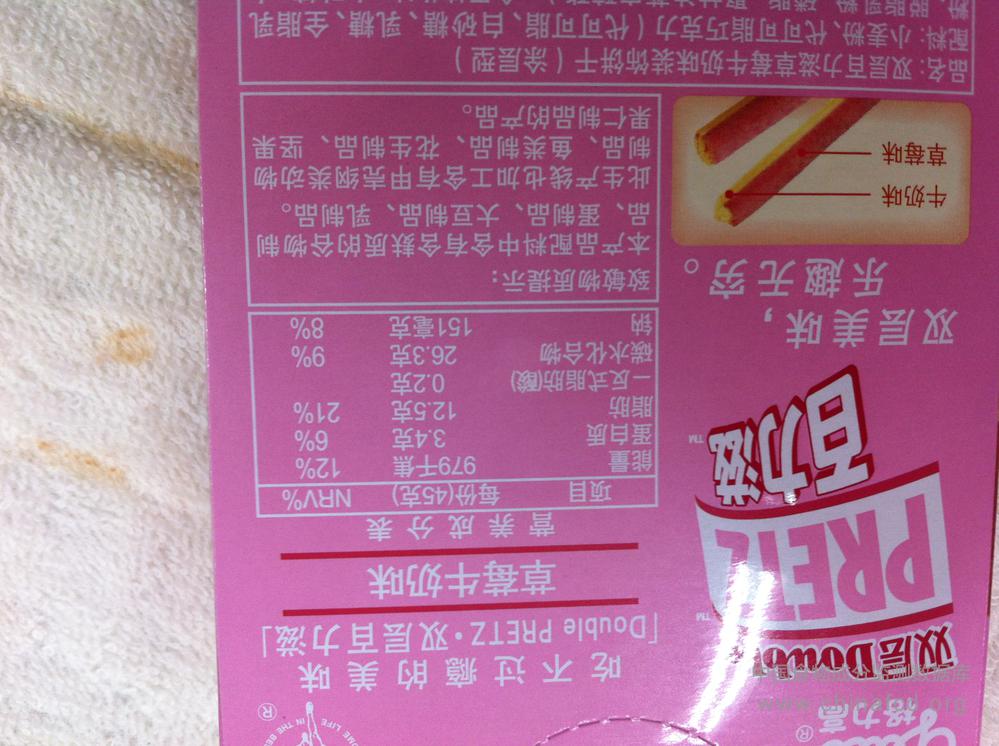 格力高
®
®
双层Dou
PRETZ
™
百力滋
™
双层美味，
乐趣无穷。
牛奶味
草莓味
吃不过瘾的美味
「Double PRETZ·双层百力滋」
草莓牛奶味
营养成分表
项目 每份(45克) NRV%
能量 979千焦 12%
蛋白质 3.4克 6%
脂肪 12.5克 21%
—反式脂肪(酸) 0.2克
碳水化合物 26.3克 9%
钠 151毫克 8%
致敏物质提示:
本产品配料中含有含麸质的谷物制
品、蛋制品、大豆制品、乳制品。
此生产线也加工含有甲壳纲类动物
制品、鱼类制品、花生制品、坚果
果仁制品的产品。
品名: 双层百力滋草莓牛奶味装饰饼干(涂层型)
配料: 小麦粉、代可可脂巧克力(代可可脂、白砂糖、乳糖、全脂乳
www.chinafcd.org